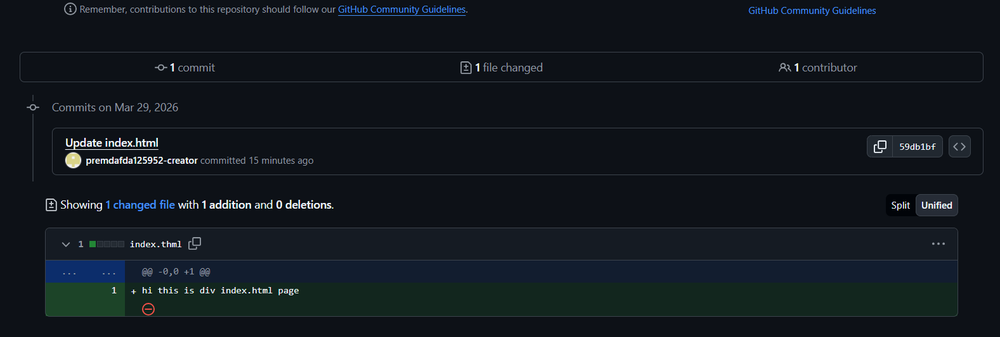 Remember, contributions to this repository should follow our GitHub Community Guidelines.
GitHub Community Guidelines
1 commit
1 file changed
1 contributor
Commits on Mar 29, 2026
Update index.html
premdafda125952-creator committed 15 minutes ago
59db1bf
Showing 1 changed file with 1 addition and 0 deletions.
Split
Unified
1
index.thml
... ... @@ -0,0 +1 @@
1 + hi this is div index.html page